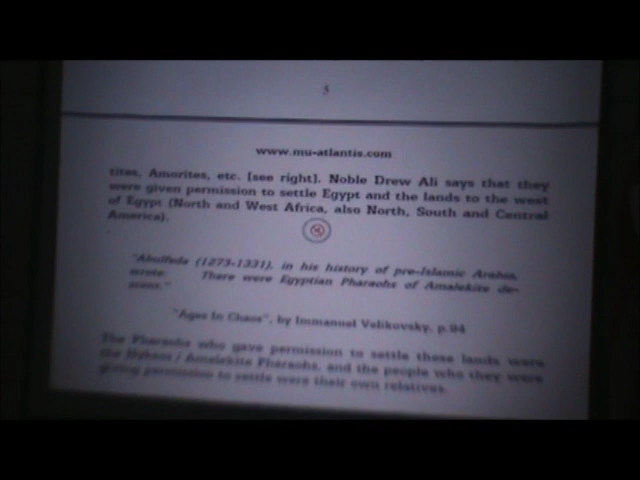 5
www.mu-atlantis.com
tites, Amorites, etc. [see right]. Noble Drew Ali says that they
were given permission to settle Egypt and the lands to the west
of Egypt (North and West Africa, also North, South and Central
America).
"Abulfeda (1273-1331), in his history of pre-Islamic Arabia,
wrote: There were Egyptian Pharaohs of Amalekite de-
scent."
"Ages In Chaos", by Immanuel Velikovsky, p.94
The Pharaohs who gave permission to settle these lands were
the Hyksos / Amalekite Pharaohs, and the people who they were
giving permission to settle were their own relatives.